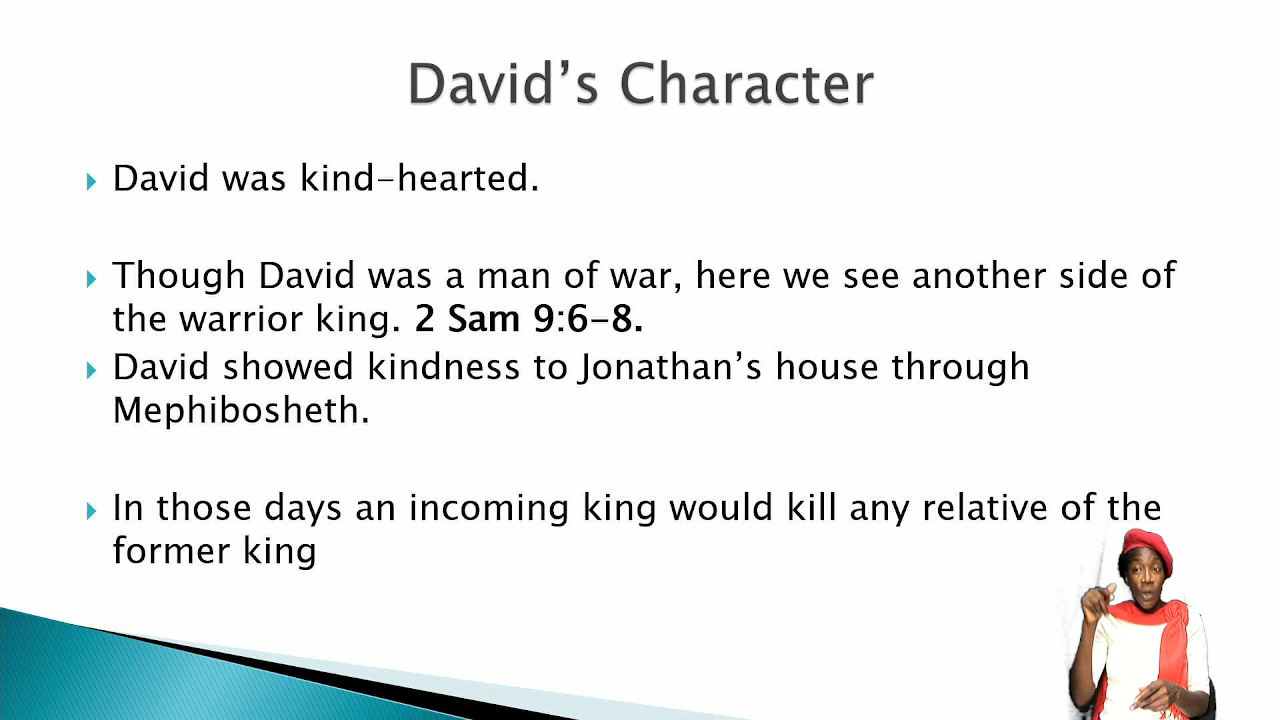 David’s Character
David was kind-hearted.
Though David was a man of war, here we see another side of
the warrior king. 2 Sam 9:6-8.
David showed kindness to Jonathan’s house through
Mephibosheth.
In those days an incoming king would kill any relative of the
former king